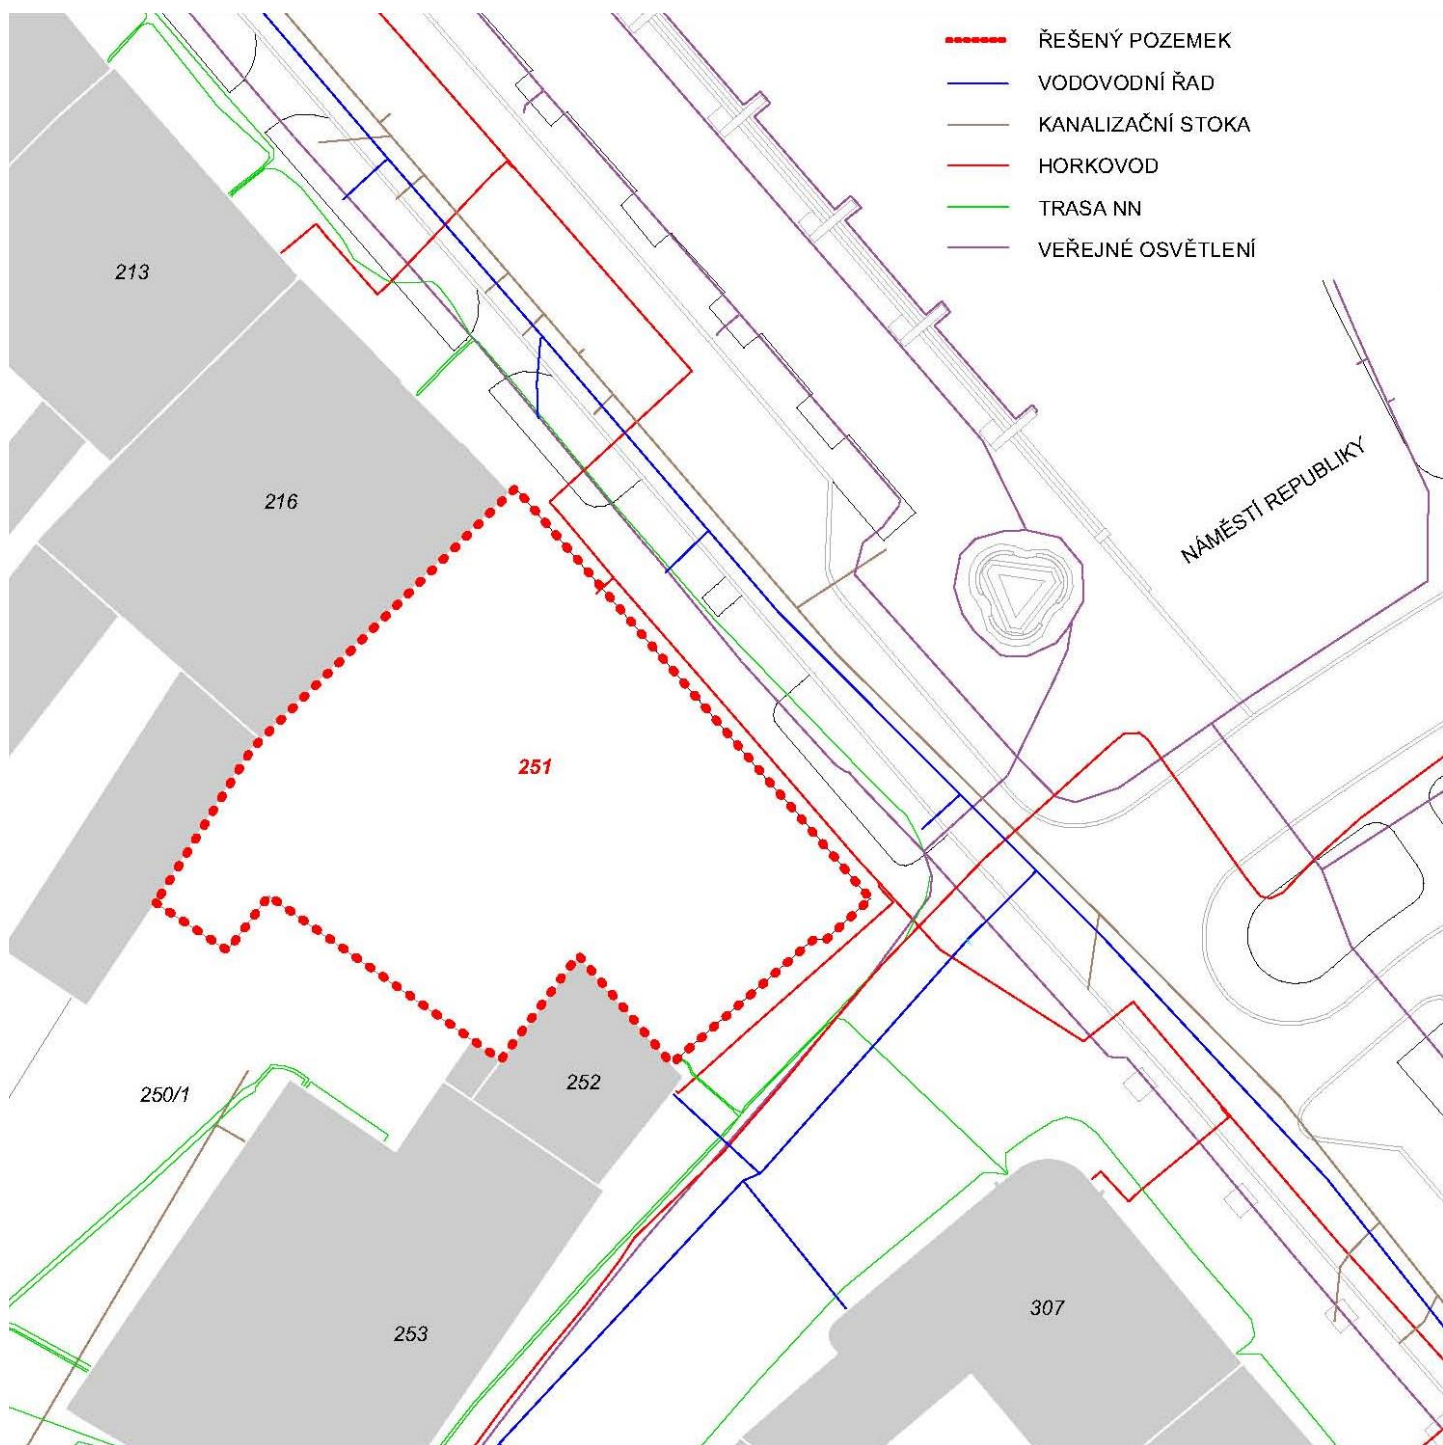 ŘEŠENÝ POZEMEK
VODOVODNÍ ŘAD
KANALIZAČNÍ STOKA
HORKOVOD
TRASA NN
VEŘEJNÉ OSVĚTLENÍ
213
216
NÁMĚSTÍ REPUBLIKY
251
252
250/1
253
307